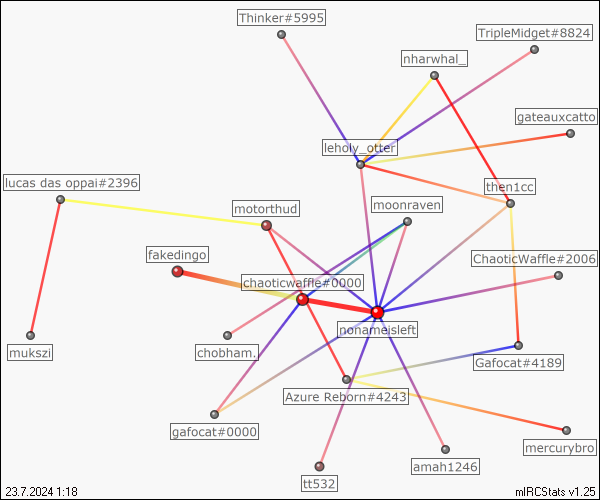 Thinker#5995
TripleMidget#8824
nharwhal_
gateauxcatto
leholy_otter
lucas das oppai#2396
then1cc
motorthud
moonraven
fakedingo
ChaoticWaffle#2006
chaoticwaffle#0000
nonameisleft
mukszi
chobham.
Gafocat#4189
Azure Reborn#4243
gafocat#0000
mercurybro
amah1246
tt532
23.7.2024 1:18
mIRCStats v1.25